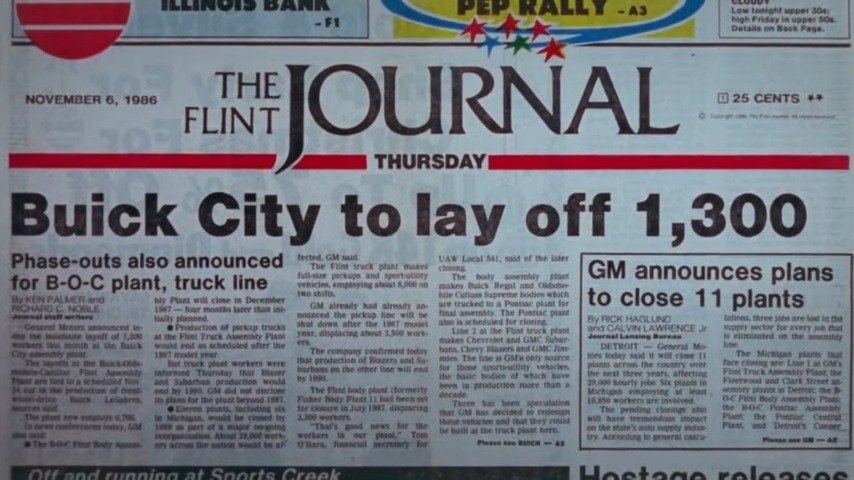 ILLINOIS BANK
-F1
PEP RALLY -A3
CLOUDY
Low tonight upper 30s;
high Friday in upper 50s.
Details on Back Page.
NOVEMBER 6, 1986
THE FLINT JOURNAL
25 CENTS **
THURSDAY
Buick City to lay off 1,300
Phase-outs also announced
for B-O-C plant, truck line
By KEN PALMER and
RICHARD C. NOBLE
Journal staff writers
General Motors announced to-
day the indefinite layoff of
workers this month at the Buick
City assembly plant.
The layoffs at the Buick-Olds-
Plant are tied to a scheduled Nov.
cut in the production of front-
wheel-drive Buick LeSabres,
sources said.
The plant now employs
In news conferences today, GM
also said:
● The B-O-C Flint Body Assem-
bly Plant will close in December
1987 — four months later than ini-
tially planned.
● Production of pickup trucks
at the Flint Truck Assembly Plant
would end as scheduled after the
1987 model year.
But truck plant workers were
informed Thursday that Blazer
and Suburban production would
end by 1990. GM did not disclose
its plans for the plant beyond 1987.
● Eleven plants, including six
in Michigan, would be closed by
1989 as part of a major on-going
reorganization. About 29,000 work-
ers across the nation would be af-
fected, GM said.
The Flint truck plant makes
full-size pickups and sport-utility
vehicles, employing about 8,000 on
two shifts.
GM already had already an-
nounced the pickup line will be
shut down after the 1987 model
year, displacing about 3,500 work-
ers.
The company confirmed today
that production of Blazers and Su-
burbans on the other line will end
by 1990.
The Flint body plant (formerly
Fisher Body Plant 1) had been set
for closure in July 1987, displacing
3,300 workers.
"That's good news for the
workers in our plant," Tom
O'Hara, financial secretary for
UAW Local 581, said of the later
closing.
The body assembly plant
makes Buick Regal and Oldsmo-
bile Cutlass Supreme bodies which
are trucked to a Pontiac plant for
final assembly. The Pontiac plant
also is scheduled for closing.
Line 2 at the Flint truck plant
makes Chevrolet and GMC Subur-
bans, Chevy Blazers and GMC Jim-
mies. The line is GM's only source
for those sport-utility vehicles,
the basic bodies of which have
been in production more than a
decade.
There has been speculation
that GM has decided to redesign
these vehicles and that they could
be built at the truck plant here.
Please see BUICK — A2
GM announces plans
to close 11 plants
By RICK HAGLUND
and CALVIN LAWRENCE Jr
Journal Lansing Bureau
DETROIT — General Mo-
tors today said it will close 11
plants across the country over
the next three years, affecting
29,000 hourly jobs. Six plants in
Michigan employing at least
workers are involved.
The pending closings also
will have tremendous impact
on the state's auto supply indus-
try. According to general calcu-
lations, three jobs are lost in the
supply sector for every job that
is eliminated on the assembly
line.
The Michigan plants that
face closing are: Line 1 at GM's
Flint Truck Assembly Plant; the
Fleetwood and Clark Street as-
sembly plants in Detroit; the B-
O-C Flint Body Assembly Plant;
the B-O-C Pontiac Assembly
Plant; the Pontiac Central
Plant, and Detroit's Conner
Please see GM — A2
Off and running at Sports Creek
Hostage releases